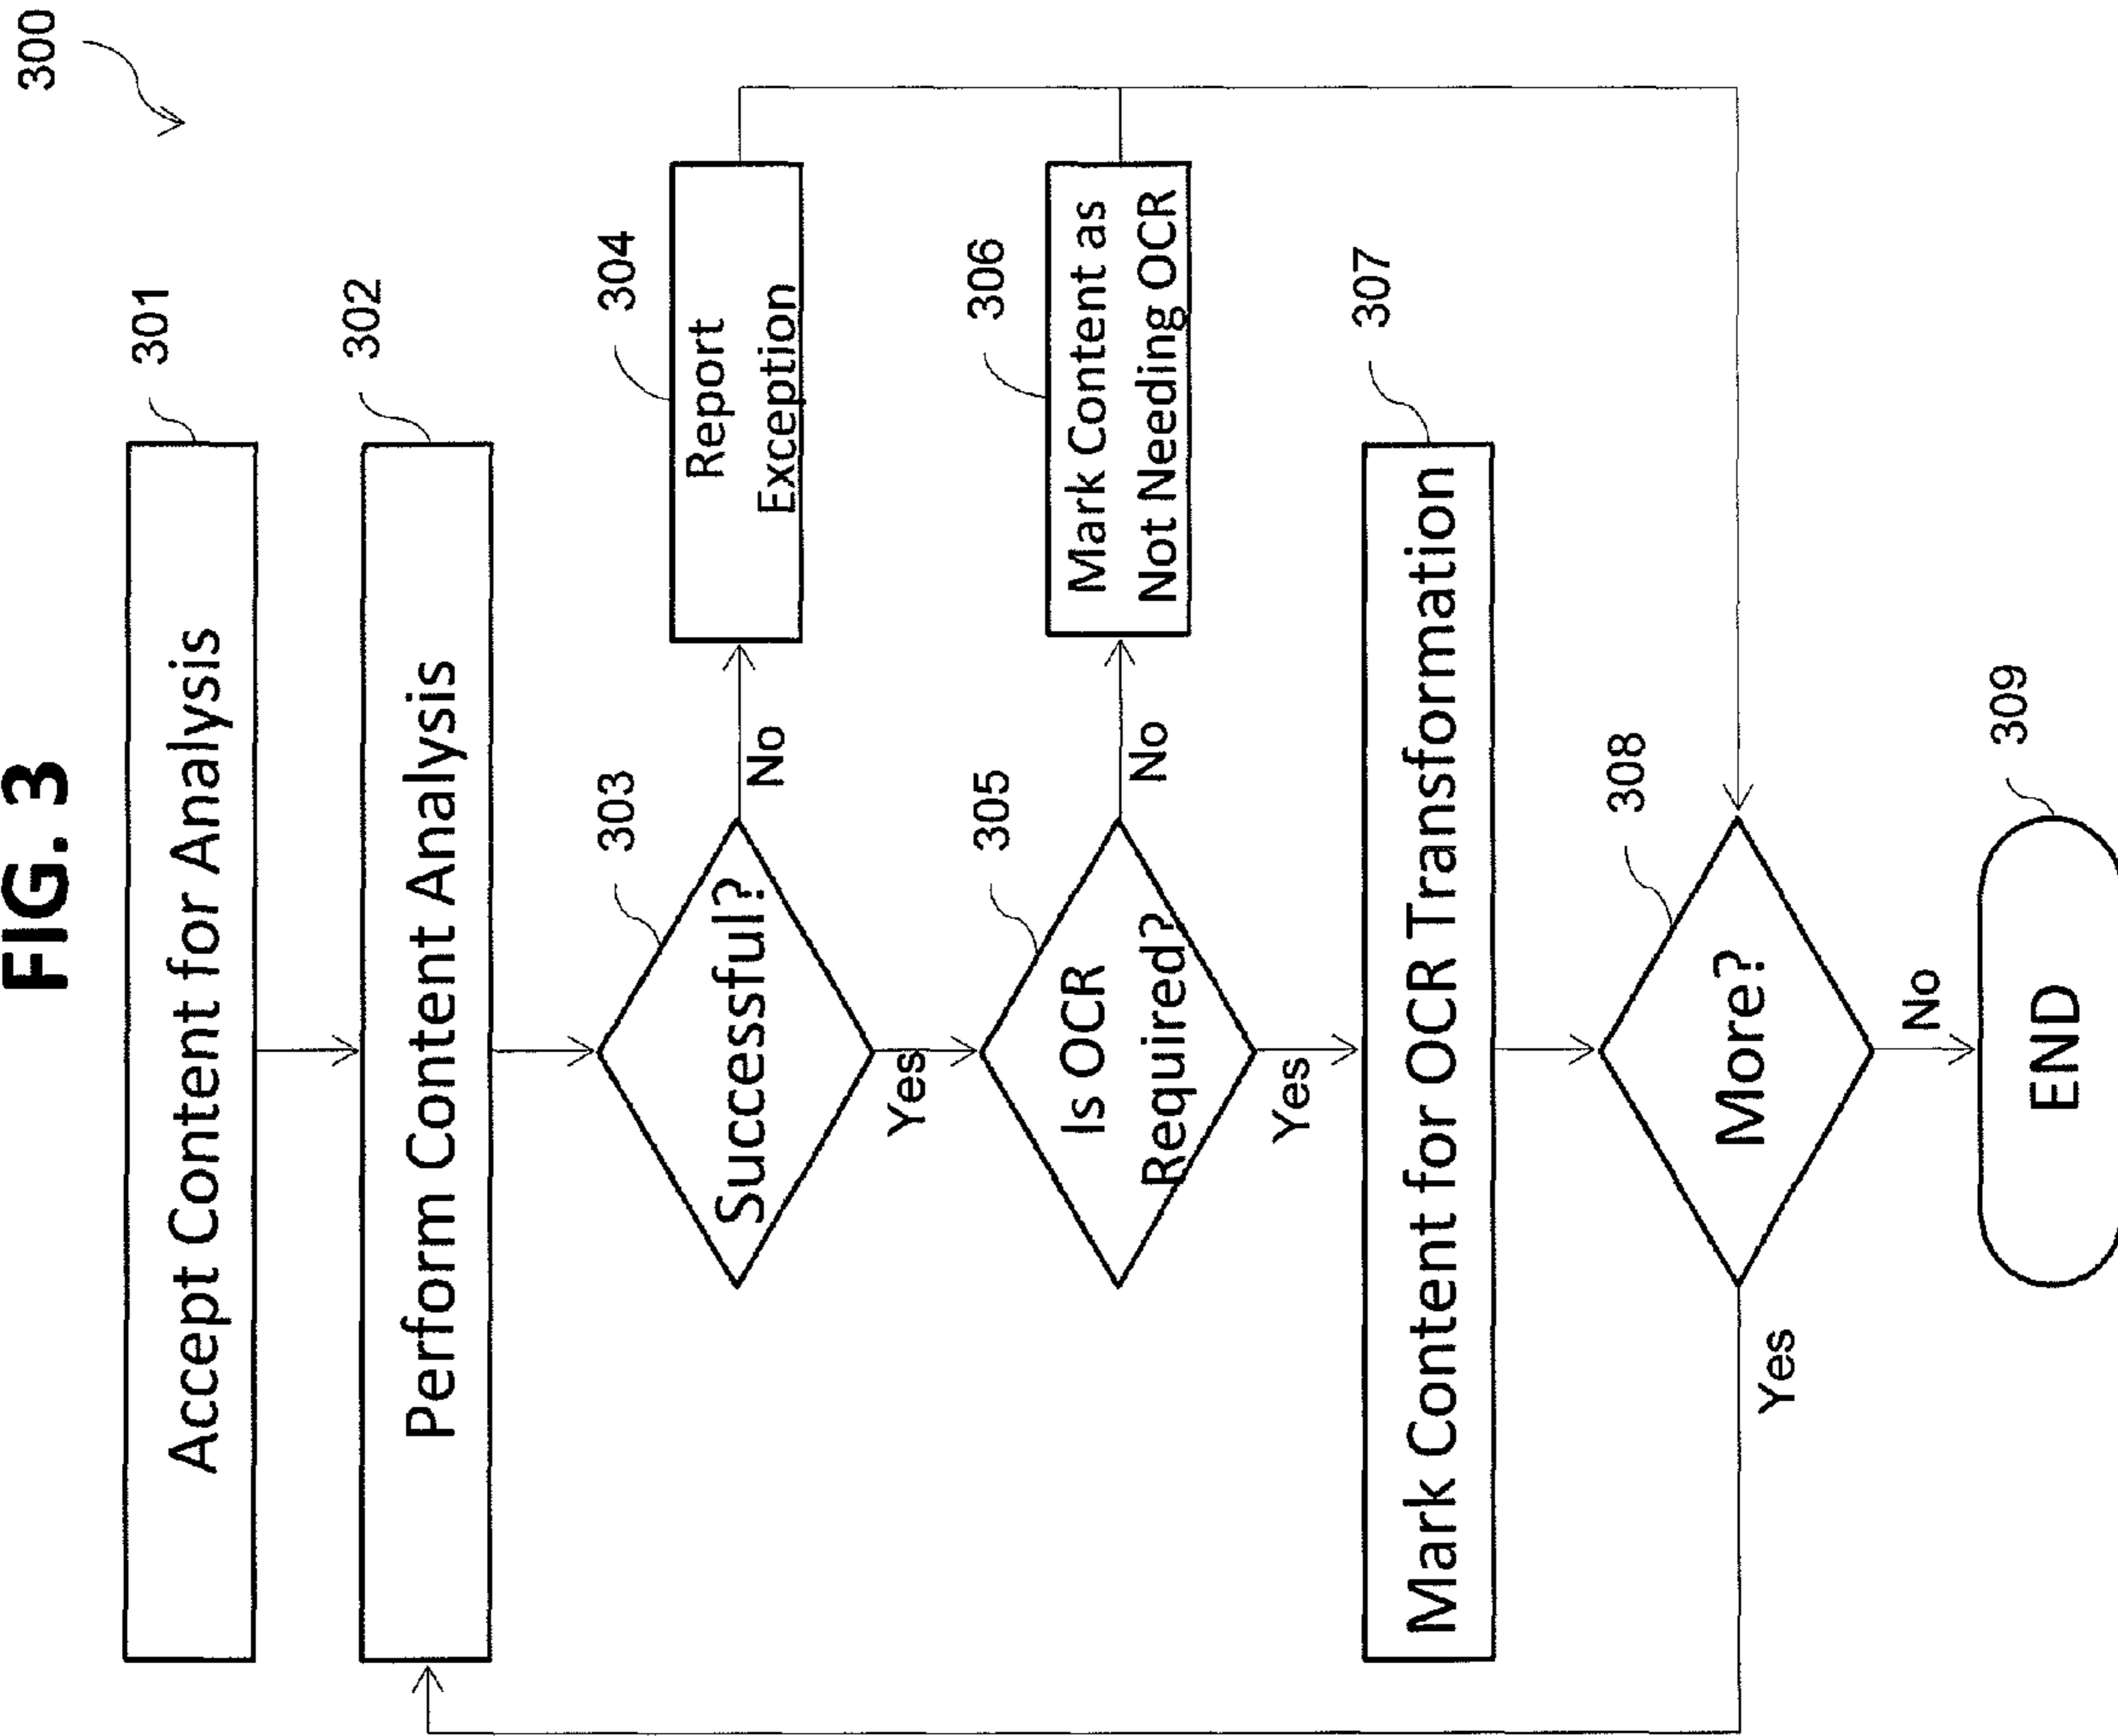 FIG. 3
300
301
Accept Content for Analysis
302
Perform Content Analysis
303
Successful?
No
304
Report
Exception
Yes
305
Is OCR
Required?
No
306
Mark Content as
Not Needing OCR
Yes
307
Mark Content for OCR Transformation
308
More?
Yes
No
309
END